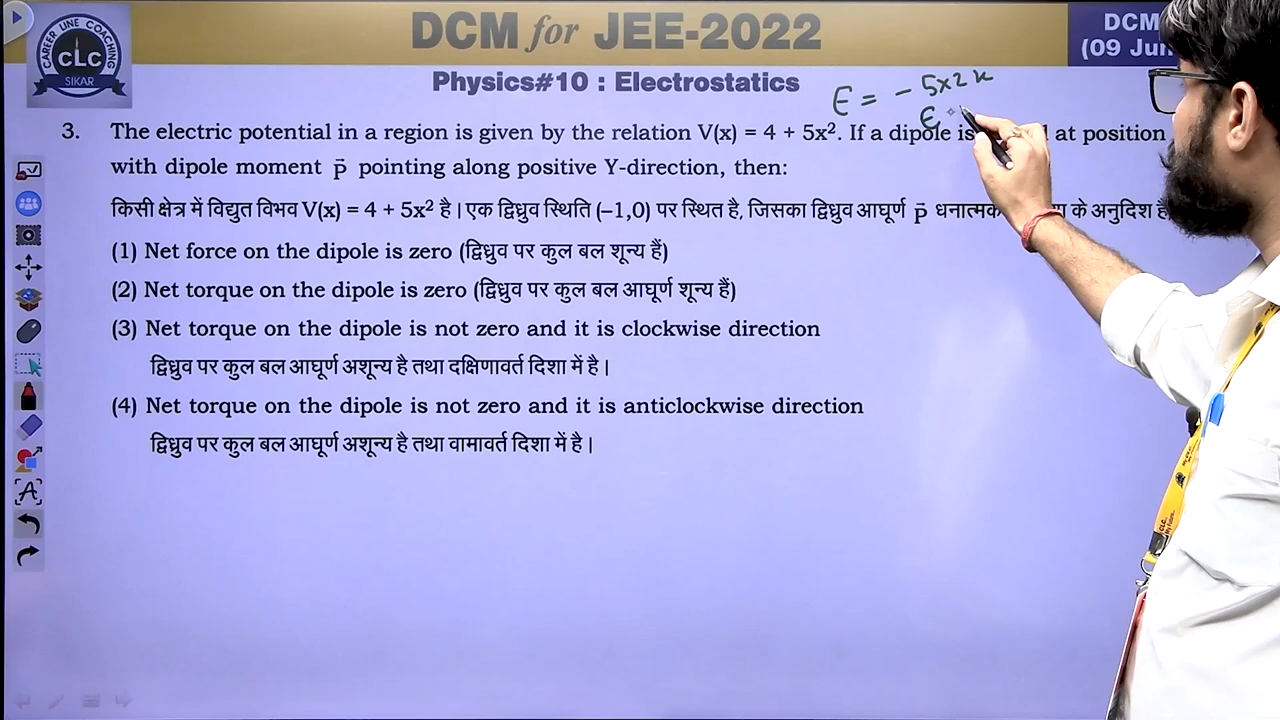 CAREER LINE COACHING
CLC
SIKAR
DCM for JEE-2022
DCM
(09 Jun
Physics#10 : Electrostatics
E = - 5x2x
E
3. The electric potential in a region is given by the relation V(x) = 4 + 5x². If a dipole is at position
with dipole moment p⃗ pointing along positive Y-direction, then:
किसी क्षेत्र में विद्युत विभव V(x) = 4 + 5x² है। एक द्विध्रुव स्थिति (–1,0) पर स्थित है, जिसका द्विध्रुव आघूर्ण p⃗ धनात्मक के अनुदिश है
(1) Net force on the dipole is zero (द्विध्रुव पर कुल बल शून्य हैं)
(2) Net torque on the dipole is zero (द्विध्रुव पर कुल बल आघूर्ण शून्य हैं)
(3) Net torque on the dipole is not zero and it is clockwise direction
द्विध्रुव पर कुल बल आघूर्ण अशून्य है तथा दक्षिणावर्त दिशा में है।
(4) Net torque on the dipole is not zero and it is anticlockwise direction
द्विध्रुव पर कुल बल आघूर्ण अशून्य है तथा वामावर्त दिशा में है।